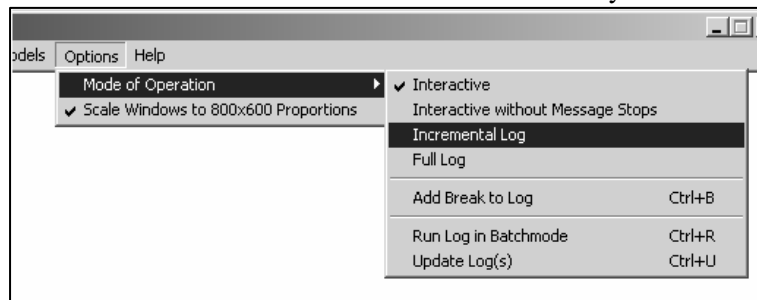 Options Help
Mode of Operation
✓ Scale Windows to 800x600 Proportions
✓ Interactive
Interactive without Message Stops
Incremental Log
Full Log
Add Break to Log Ctrl+B
Run Log in Batchmode Ctrl+R
Update Log(s) Ctrl+U